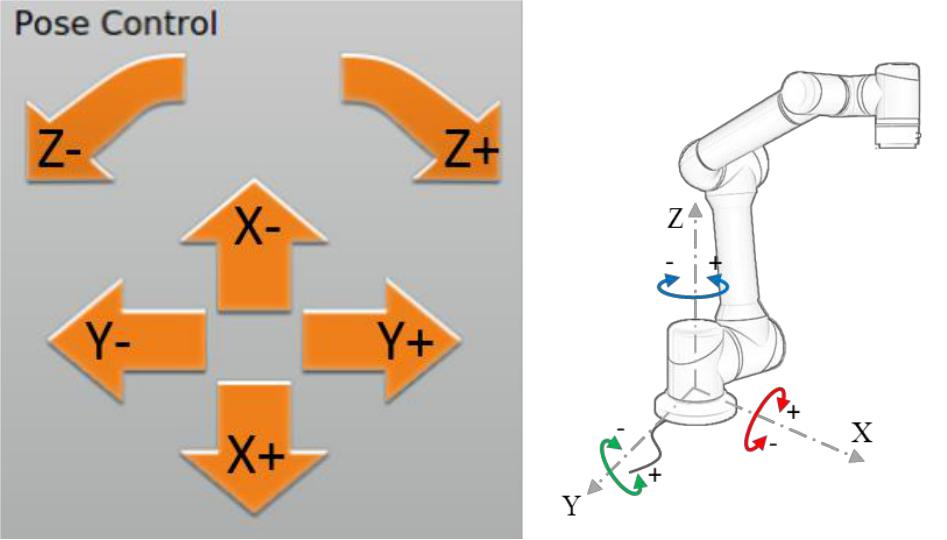 Pose Control
Z-
Z+
X-
Y-
Y+
X+
Z
- +
+
-
X
-
+
Y